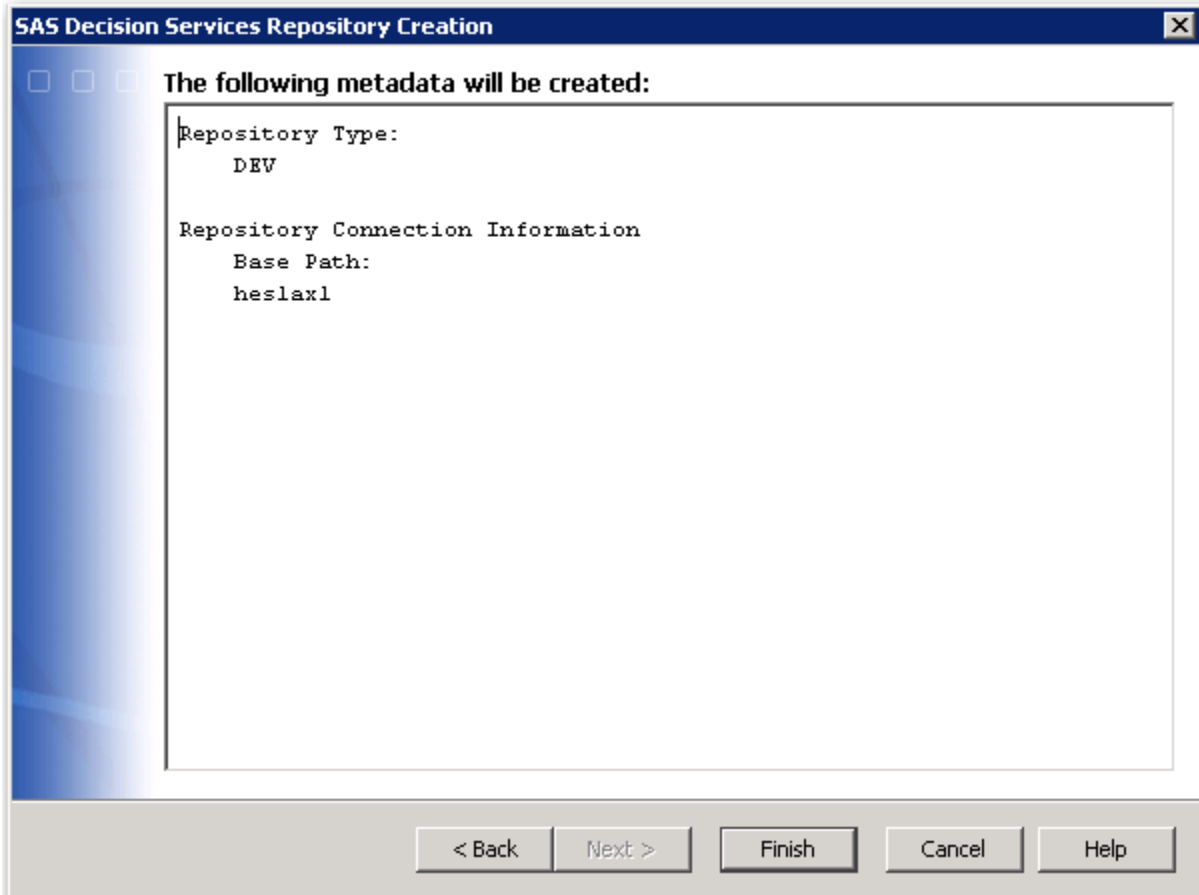 SAS Decision Services Repository Creation
The following metadata will be created:
Repository Type:
DEV
Repository Connection Information
Base Path:
heslaxl
< Back
Next >
Finish
Cancel
Help